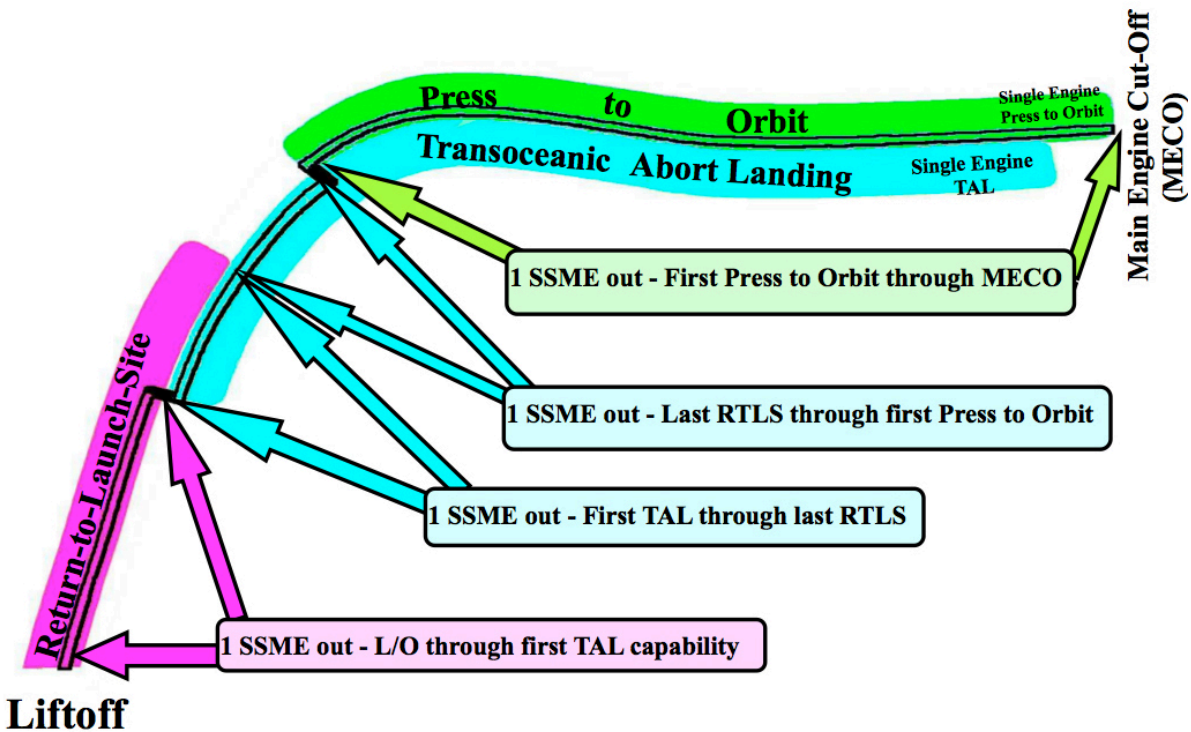 Press to Orbit
Single Engine
Press to Orbit
Transoceanic Abort Landing
Single Engine
TAL
Main Engine Cut-Off
(MECO)
1 SSME out - First Press to Orbit through MECO
Return-to-Launch-Site
1 SSME out - Last RTLS through first Press to Orbit
1 SSME out - First TAL through last RTLS
1 SSME out - L/O through first TAL capability
Liftoff